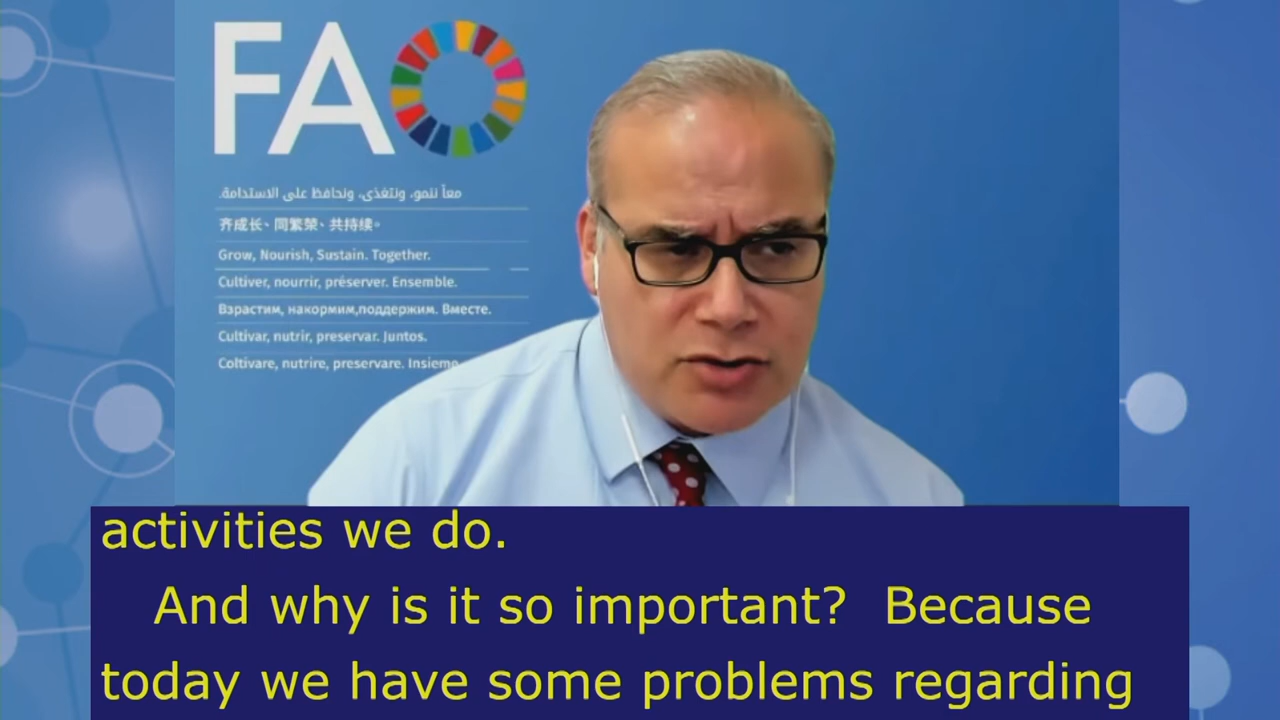 FAO
معاً ننمو، ونتغذى، ونحافظ على الاستدامة.
齐成长、同繁荣、共持续。
Grow, Nourish, Sustain. Together.
Cultiver, nourrir, préserver. Ensemble.
Взрастим, накормим,поддержим. Вместе.
Cultivar, nutrir, preservar. Juntos.
Coltivare, nutrire, preservare. Insieme
activities we do.
And why is it so important? Because
today we have some problems regarding